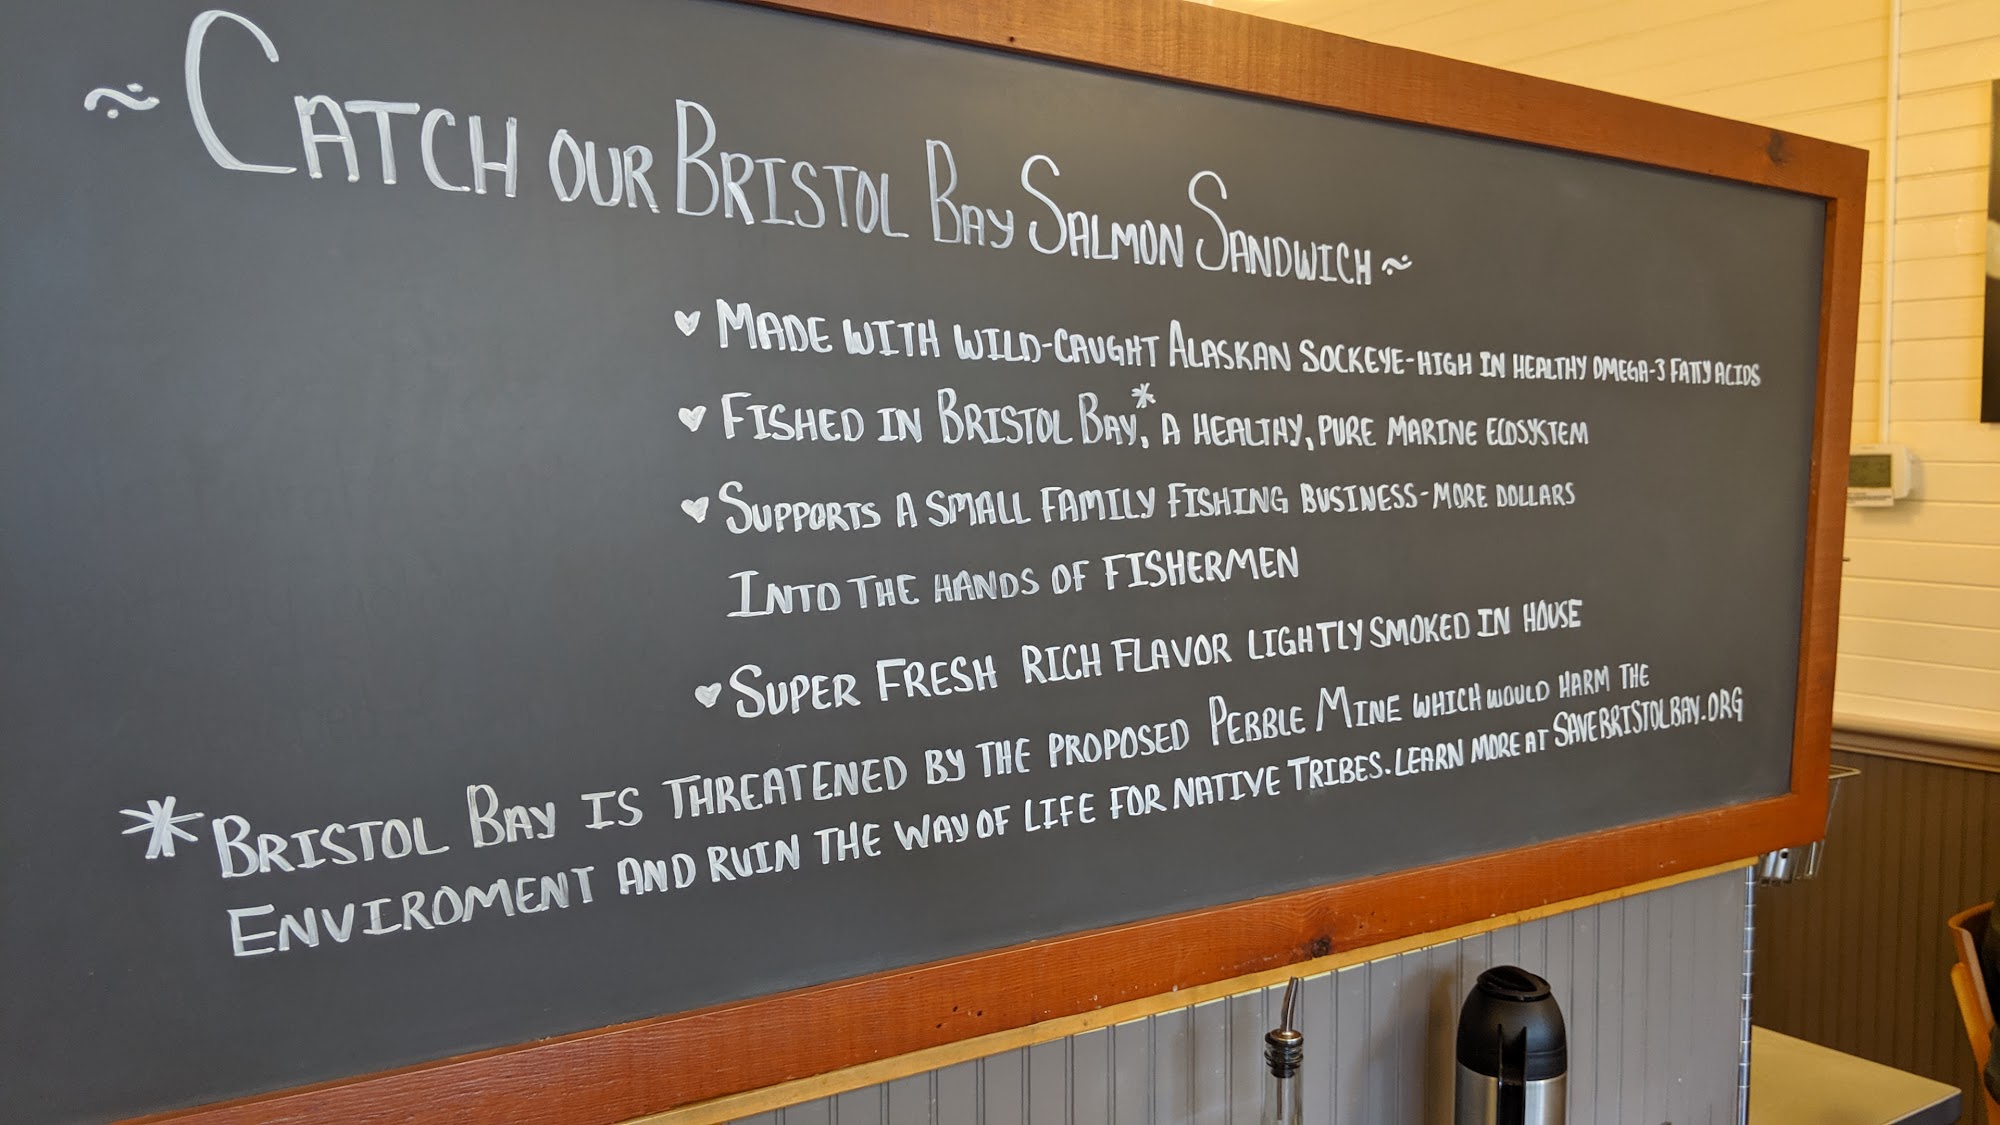 ~ CATCH OUR BRISTOL BAY SALMON SANDWICH ~
♥ MADE WITH WILD-CAUGHT ALASKAN SOCKEYE-HIGH IN HEALTHY OMEGA-3 FATTY ACIDS
♥ FISHED IN BRISTOL BAY*, A HEALTHY, PURE MARINE ECOSYSTEM
♥ SUPPORTS A SMALL FAMILY FISHING BUSINESS-MORE DOLLARS
INTO THE HANDS OF FISHERMEN
♥ SUPER FRESH RICH FLAVOR LIGHTLY SMOKED IN HOUSE
* BRISTOL BAY IS THREATENED BY THE PROPOSED PEBBLE MINE WHICH WOULD HARM THE
ENVIROMENT AND RUIN THE WAY OF LIFE FOR NATIVE TRIBES. LEARN MORE AT SAVEBRISTOLBAY.ORG